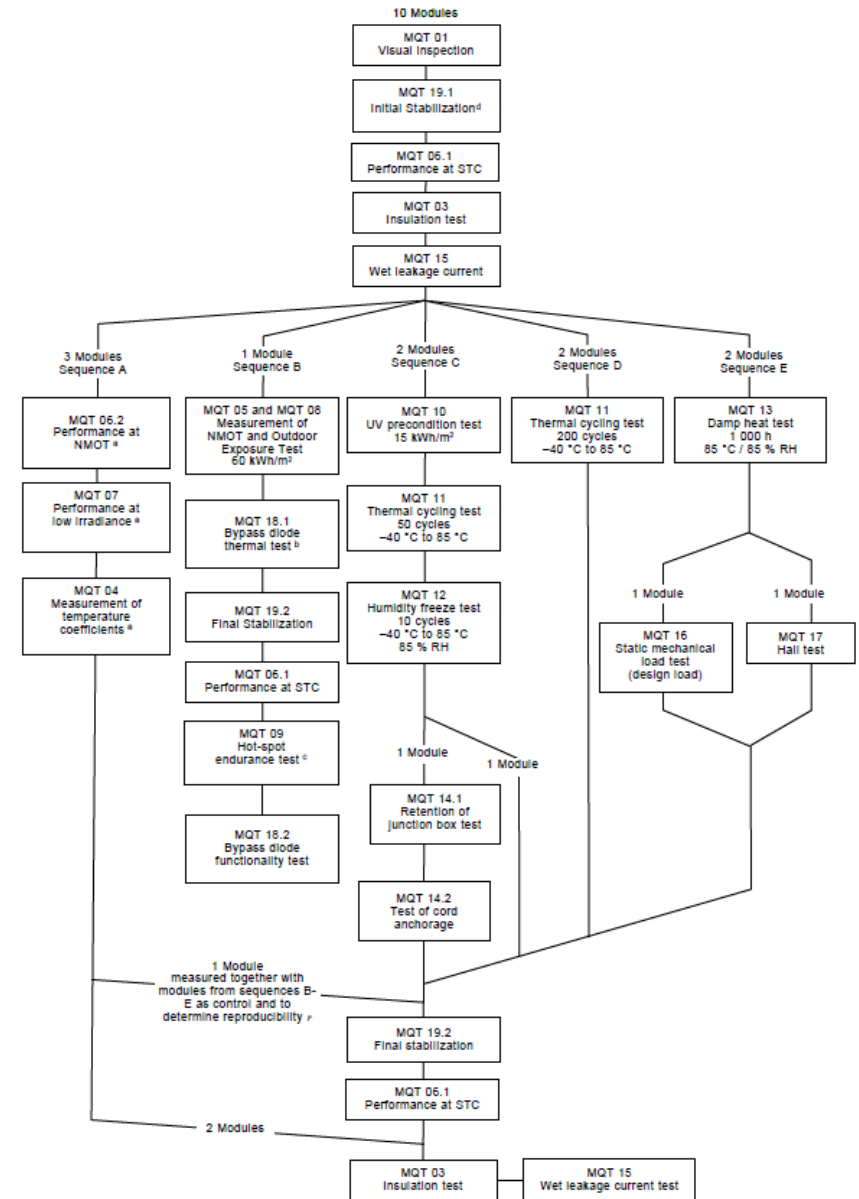 10 Modules
MQT 01
Visual Inspection
MQT 19.1
Initial Stabilization d
MQT 06.1
Performance at STC
MQT 03
Insulation test
MQT 15
Wet leakage current
3 Modules
Sequence A
1 Module
Sequence B
2 Modules
Sequence C
2 Modules
Sequence D
2 Modules
Sequence E
MQT 06.2
Performance at
NMOT a
MQT 07
Performance at
low irradiance a
MQT 04
Measurement of
temperature
coefficients a
MQT 05 and MQT 08
Measurement of
NMOT and Outdoor
Exposure Test
60 kWh/m²
MQT 18.1
Bypass diode
thermal test b
MQT 19.2
Final Stabilization
MQT 06.1
Performance at STC
MQT 09
Hot-spot
endurance test c
MQT 18.2
Bypass diode
functionality test
MQT 10
UV precondition test
15 kWh/m²
MQT 11
Thermal cycling test
50 cycles
–40 °C to 85 °C
MQT 12
Humidity freeze test
10 cycles
–40 °C to 85 °C
85 % RH
1 Module
1 Module
MQT 14.1
Retention of
junction box test
MQT 14.2
Test of cord
anchorage
MQT 11
Thermal cycling test
200 cycles
–40 °C to 85 °C
MQT 13
Damp heat test
1 000 h
85 °C / 85 % RH
1 Module
1 Module
MQT 16
Static mechanical
load test
(design load)
MQT 17
Hail test
1 Module
measured together with
modules from sequences B-
E as control and to
determine reproducibility r
MQT 19.2
Final stabilization
MQT 06.1
Performance at STC
2 Modules
MQT 03
Insulation test
MQT 15
Wet leakage current test